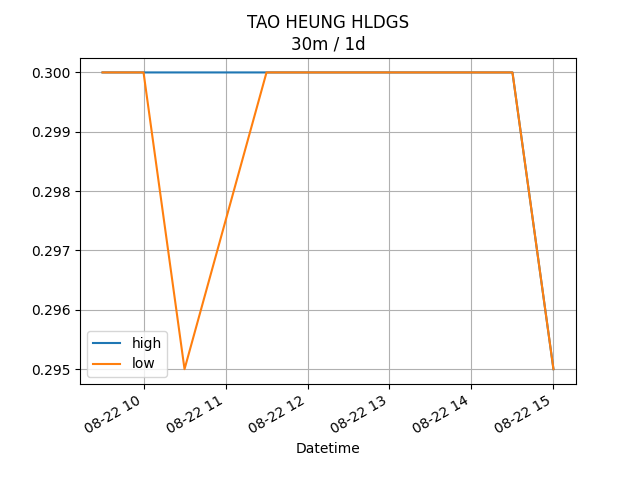 TAO HEUNG HLDGS
30m / 1d
0.300
0.299
0.298
0.297
0.296
0.295
high
low
08-22 10
08-22 11
08-22 12
08-22 13
08-22 14
08-22 15
Datetime